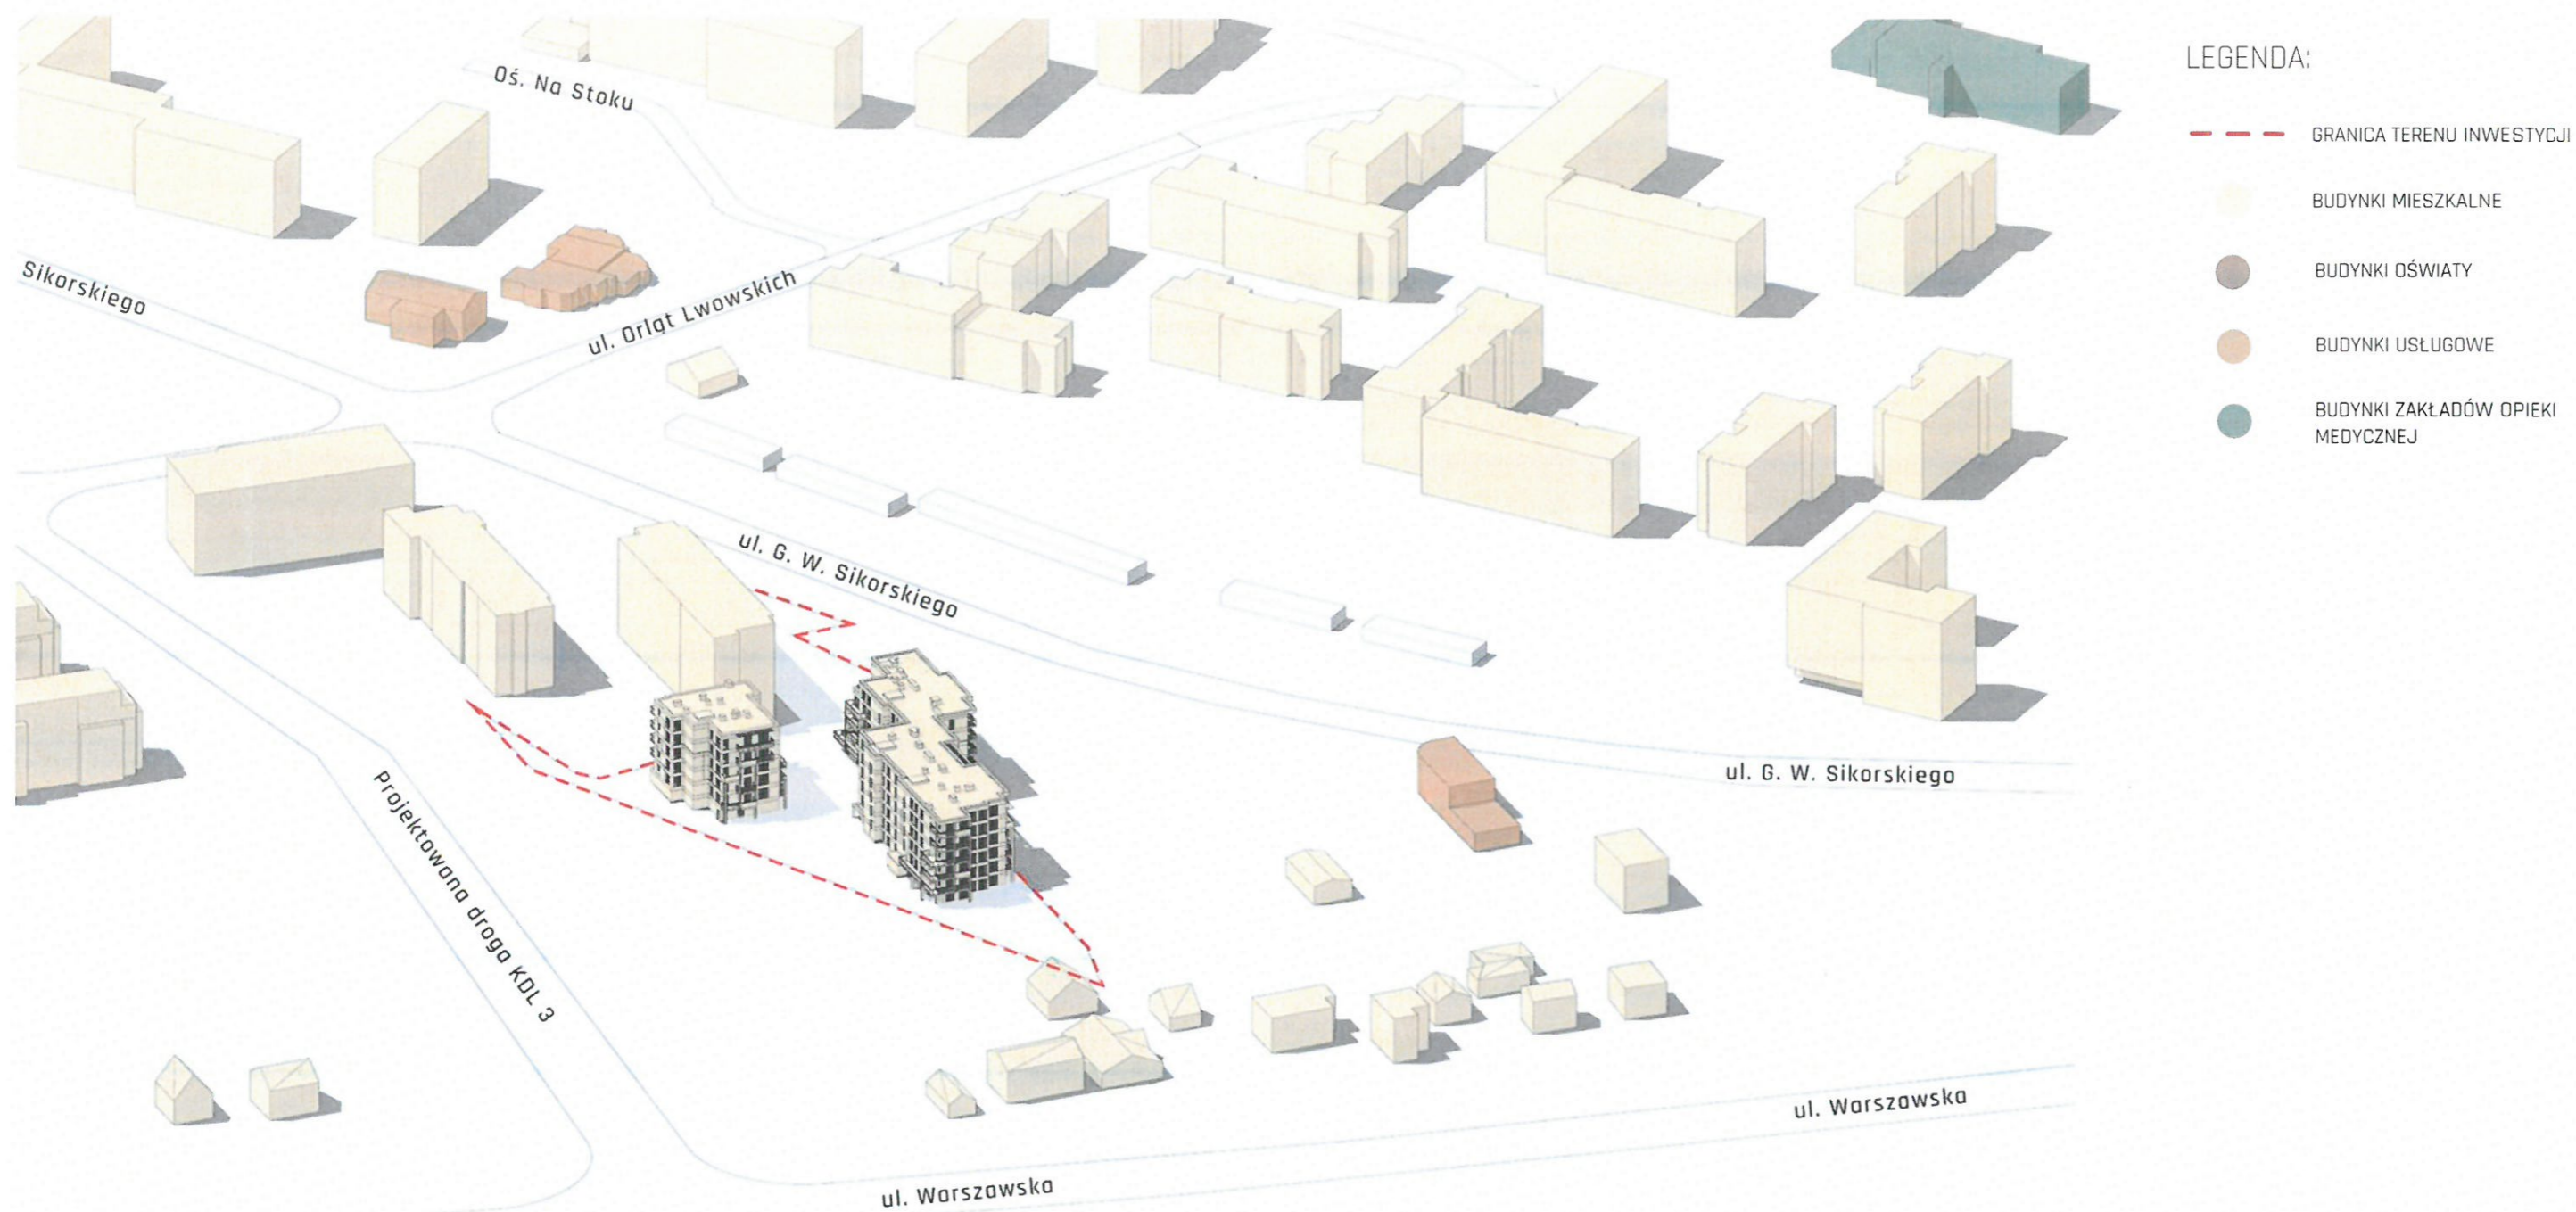 Oś. Na Stoku
Sikorskiego
ul. Orląt Lwowskich
ul. G. W. Sikorskiego
ul. G. W. Sikorskiego
Projektowana droga KDL 3
ul. Warszawska
ul. Warszawska
LEGENDA:
GRANICA TERENU INWESTYCJI
BUDYNKI MIESZKALNE
BUDYNKI OŚWIATY
BUDYNKI USŁUGOWE
BUDYNKI ZAKŁADÓW OPIEKI
MEDYCZNEJ